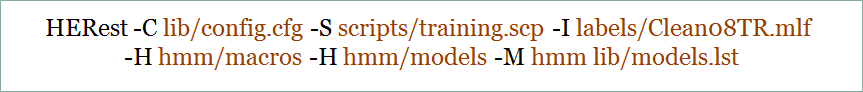 HERest -C lib/config.cfg -S scripts/training.scp -I labels/Clean08TR.mlf
-H hmm/macros -H hmm/models -M hmm lib/models.lst